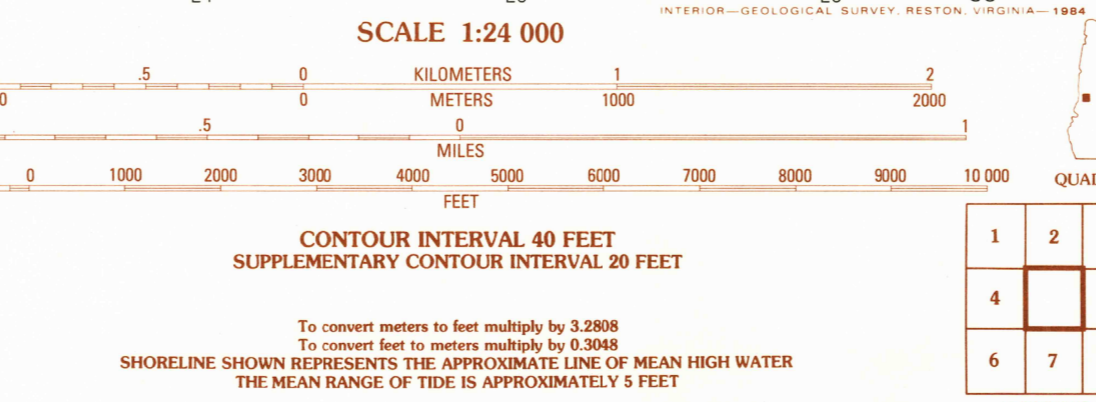 INTERIOR—GEOLOGICAL SURVEY, RESTON, VIRGINIA—1984
SCALE 1:24 000
.5 0 KILOMETERS 1 2
0 0 METERS 1000 2000
.5 0 1
MILES
0 1000 2000 3000 4000 5000 6000 7000 8000 9000 10 000
FEET
CONTOUR INTERVAL 40 FEET
SUPPLEMENTARY CONTOUR INTERVAL 20 FEET
To convert meters to feet multiply by 3.2808
To convert feet to meters multiply by 0.3048
SHORELINE SHOWN REPRESENTS THE APPROXIMATE LINE OF MEAN HIGH WATER
THE MEAN RANGE OF TIDE IS APPROXIMATELY 5 FEET
QUAD
1 2
4
6 7